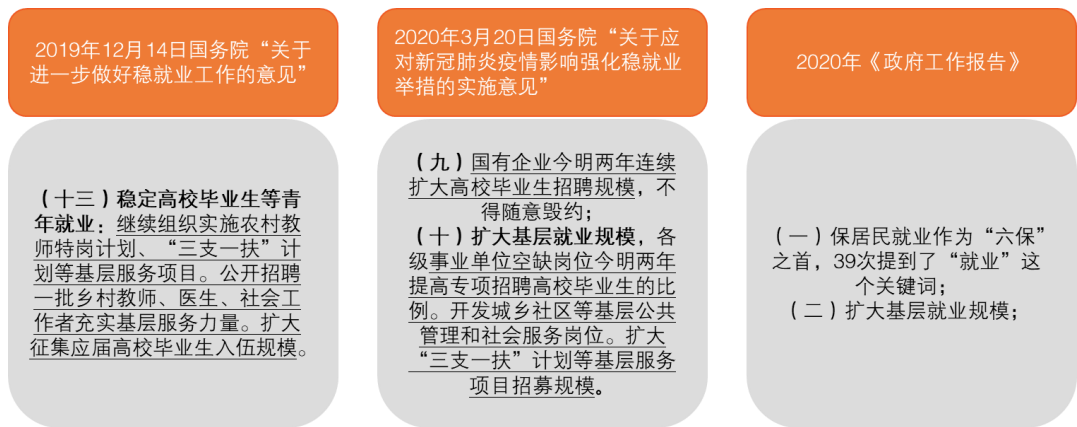 2019年12月14日国务院“关于
进一步做好稳就业工作的意见”
（十三）稳定高校毕业生等青
年就业：继续组织实施农村教
师特岗计划、“三支一扶”计
划等基层服务项目。公开招聘
一批乡村教师、医生、社会工
作者充实基层服务力量。扩大
征集应届高校毕业生入伍规模。
2020年3月20日国务院“关于应
对新冠肺炎疫情影响强化稳就业
举措的实施意见”
（九）国有企业今明两年连续
扩大高校毕业生招聘规模，不
得随意毁约；
（十）扩大基层就业规模，各
级事业单位空缺岗位今明两年
提高专项招聘高校毕业生的比
例。开发城乡社区等基层公共
管理和社会服务岗位。扩大
“三支一扶”计划等基层服务
项目招募规模。
2020年《政府工作报告》
（一）保居民就业作为“六保”
之首，39次提到了“就业”这
个关键词；
（二）扩大基层就业规模；